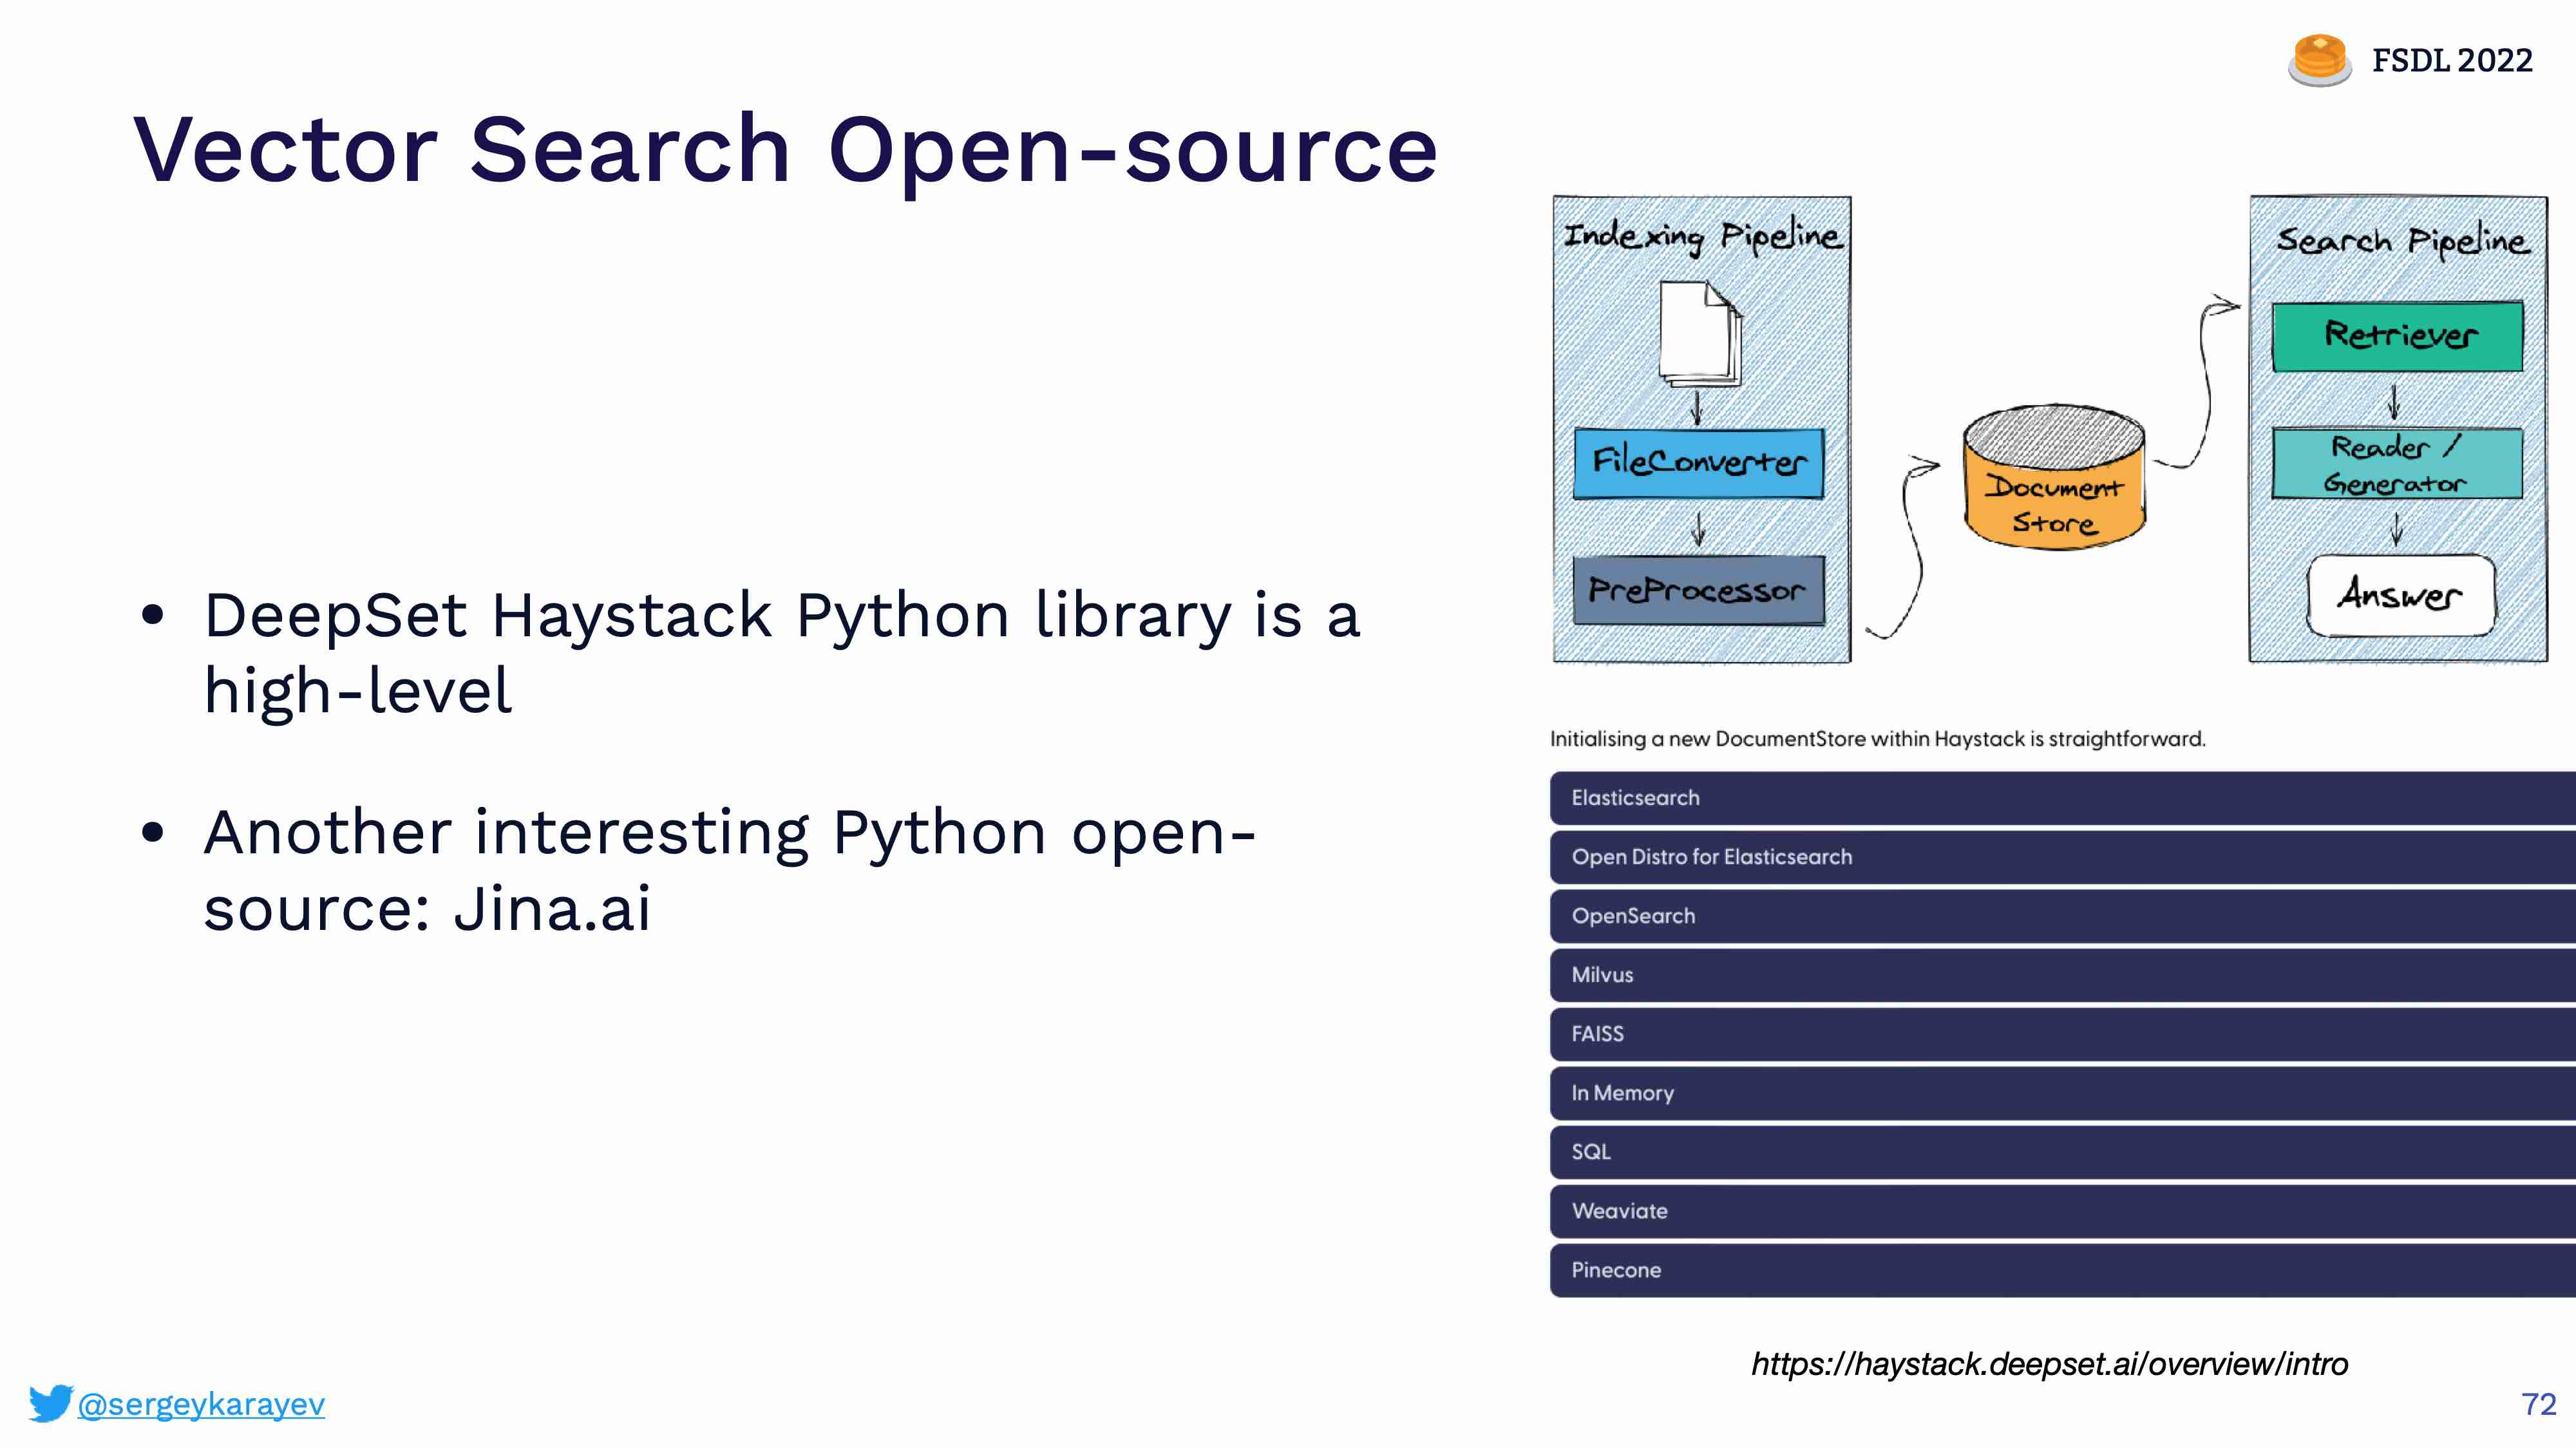 FSDL 2022
Vector Search Open-source
• DeepSet Haystack Python library is a
high-level
• Another interesting Python open-
source: Jina.ai
Indexing Pipeline
FileConverter
PreProcessor
Document
Store
Search Pipeline
Retriever
Reader /
Generator
Answer
Initialising a new DocumentStore within Haystack is straightforward.
Elasticsearch
Open Distro for Elasticsearch
OpenSearch
Milvus
FAISS
In Memory
SQL
Weaviate
Pinecone
https://haystack.deepset.ai/overview/intro
@sergeykarayev
72